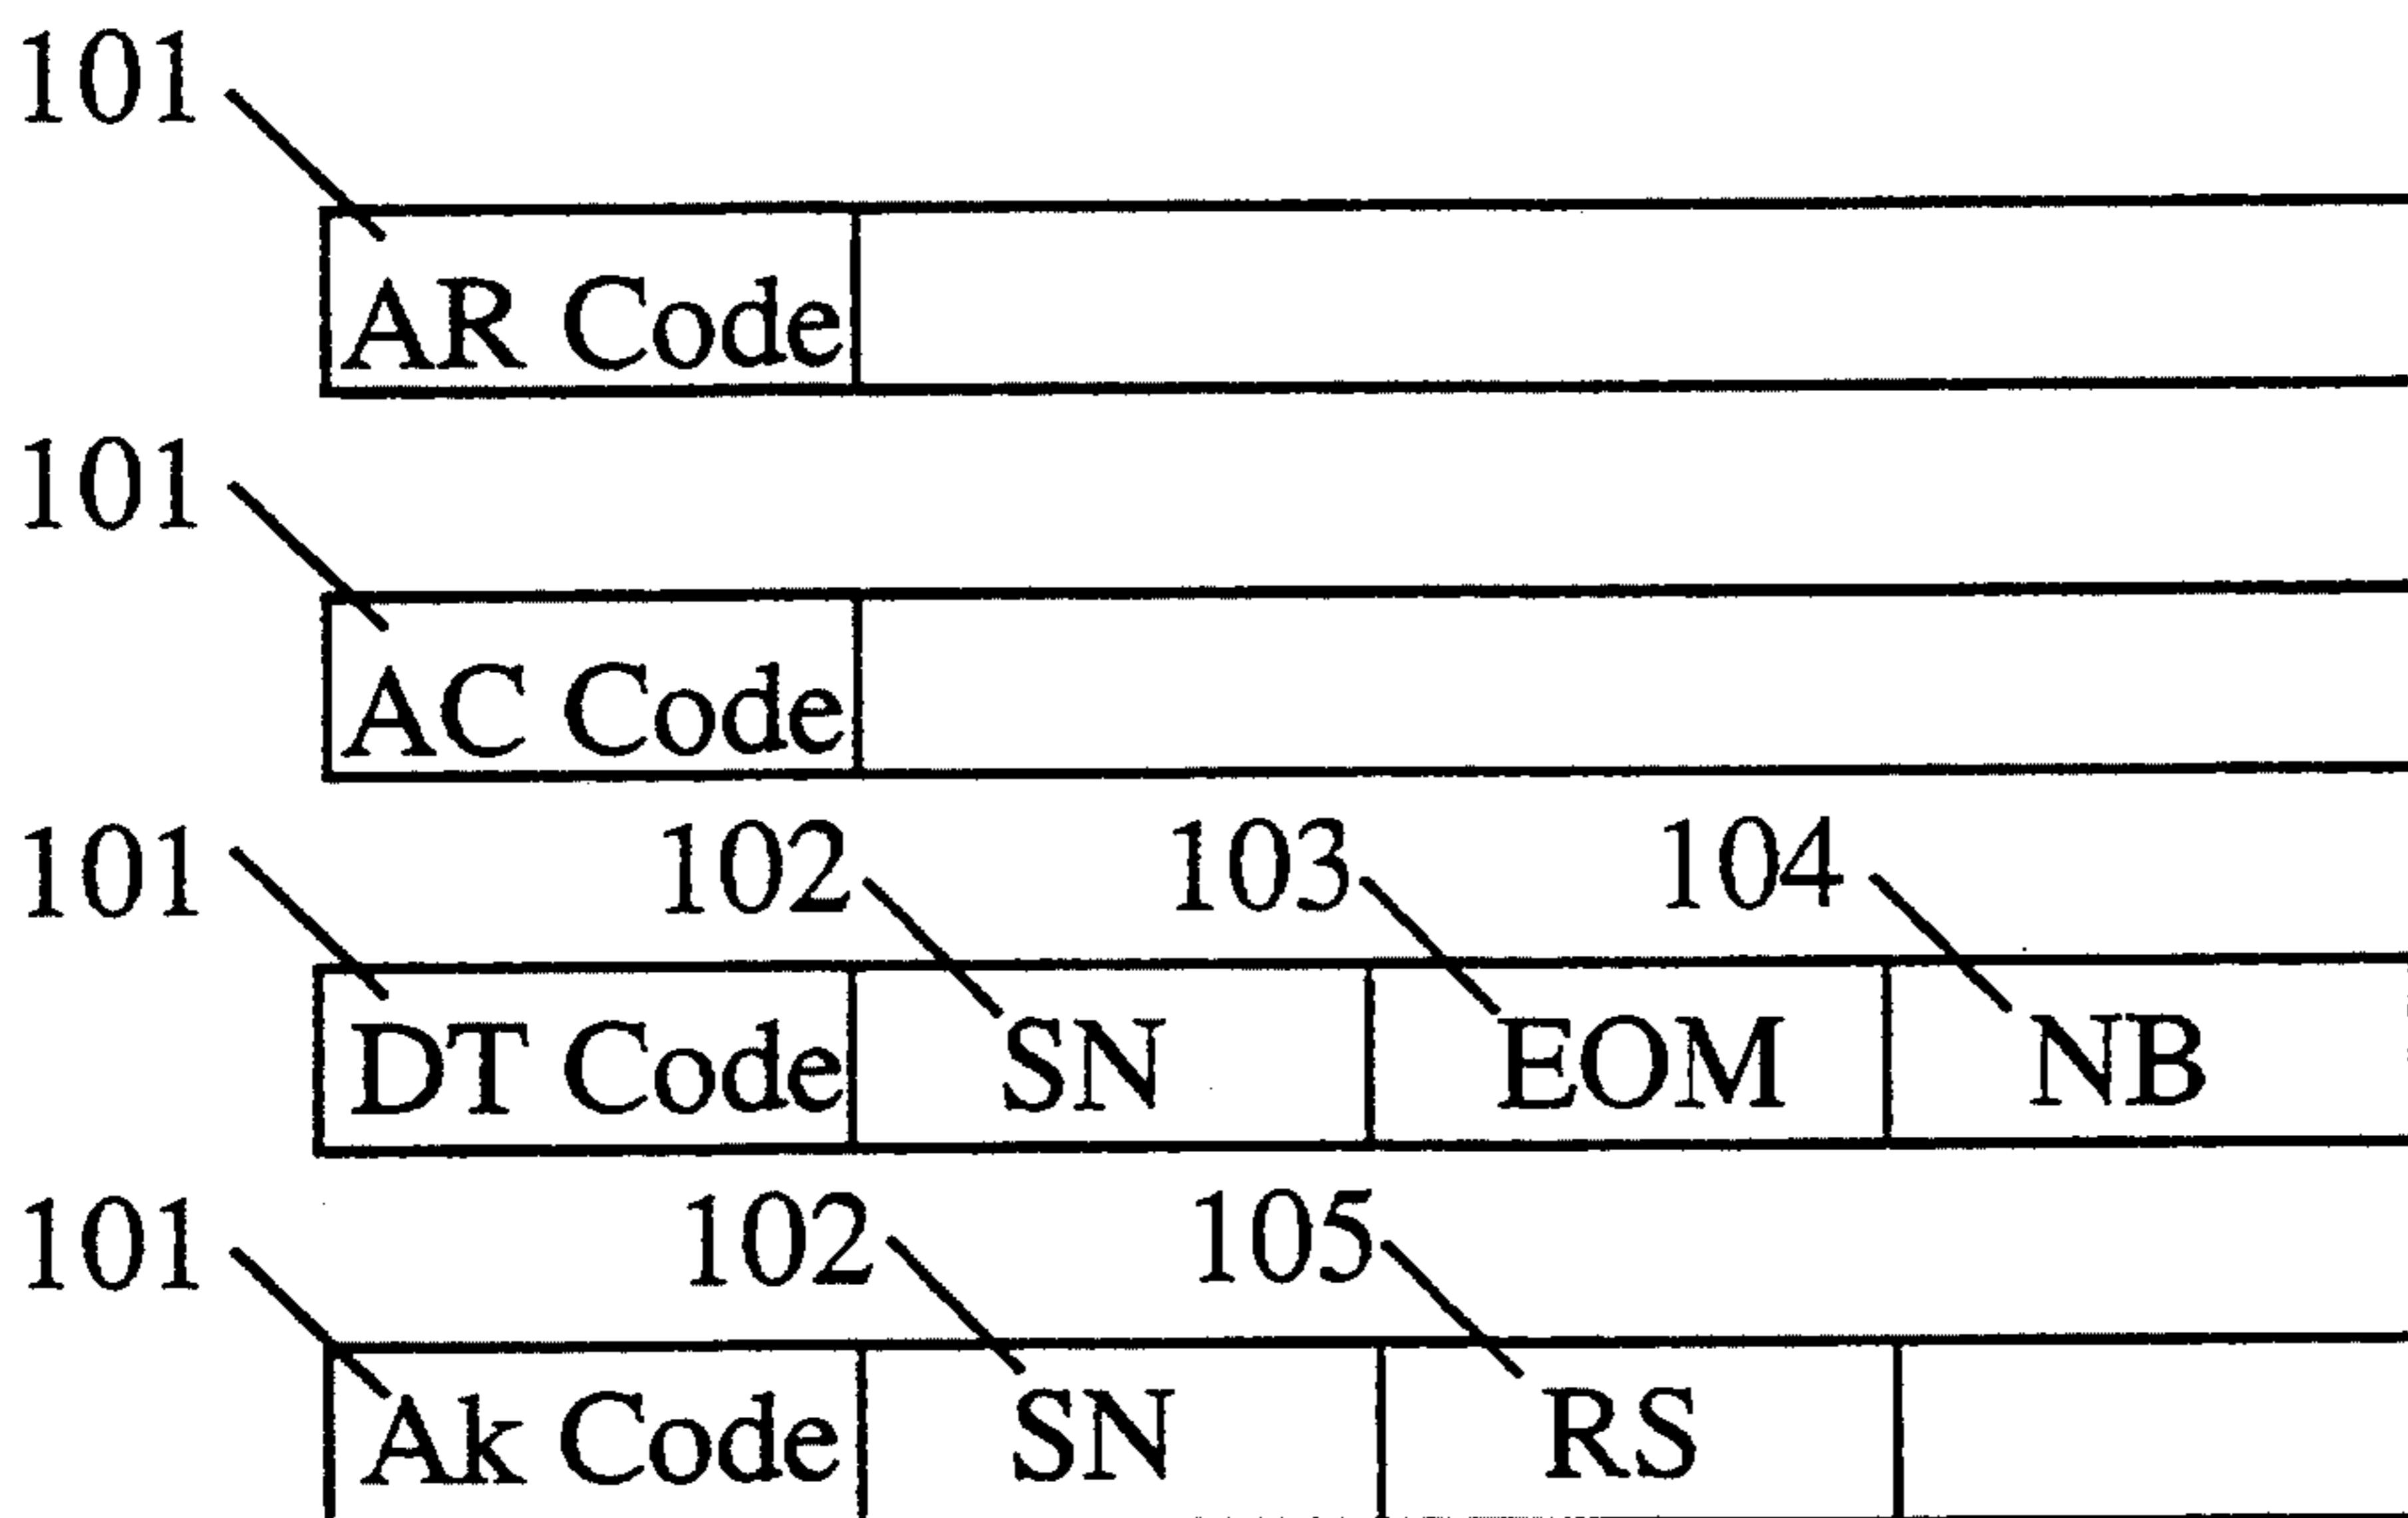 101
AR Code
101
AC Code
101 102 103 104
DT Code SN EOM NB
101 102 105
Ak Code SN RS